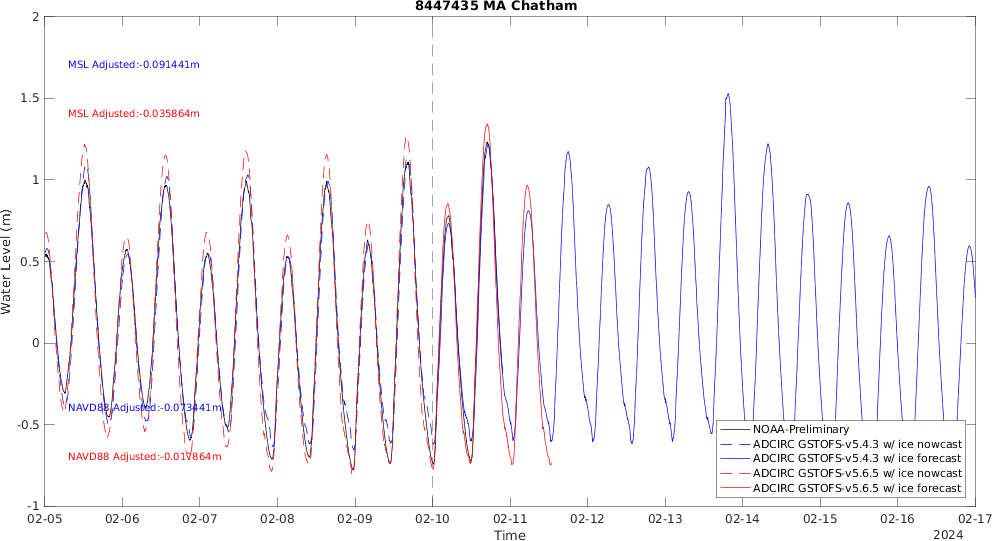 8447435 MA Chatham
2
1.5
1
0.5
0
-0.5
-1
Water Level (m)
MSL Adjusted:-0.091441m
MSL Adjusted:-0.035864m
NAVD88 Adjusted:-0.073441m
NAVD88 Adjusted:-0.017864m
NOAA-Preliminary
ADCIRC GSTOFS-v5.4.3 w/ ice nowcast
ADCIRC GSTOFS-v5.4.3 w/ ice forecast
ADCIRC GSTOFS-v5.6.5 w/ ice nowcast
ADCIRC GSTOFS-v5.6.5 w/ ice forecast
02-05 02-06 02-07 02-08 02-09 02-10 02-11 02-12 02-13 02-14 02-15 02-16 02-17
Time
2024